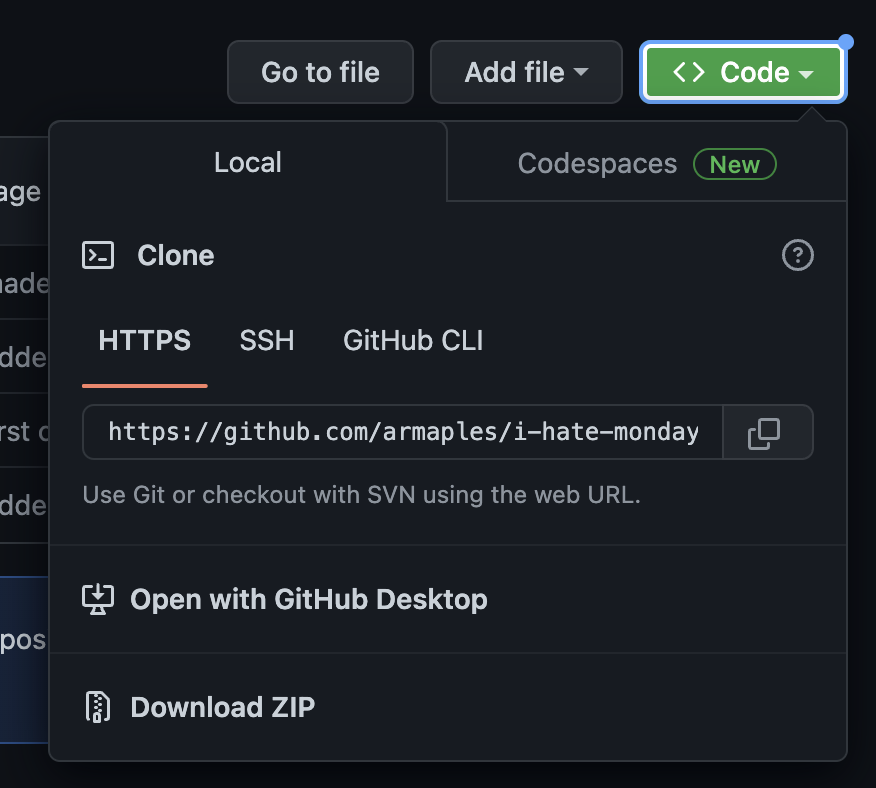 Go to file
Add file
Code
Local
Codespaces
New
Clone
HTTPS
SSH
GitHub CLI
https://github.com/armaples/i-hate-monday
Use Git or checkout with SVN using the web URL.
Open with GitHub Desktop
Download ZIP
age
ade
dde
rst
dde
pos